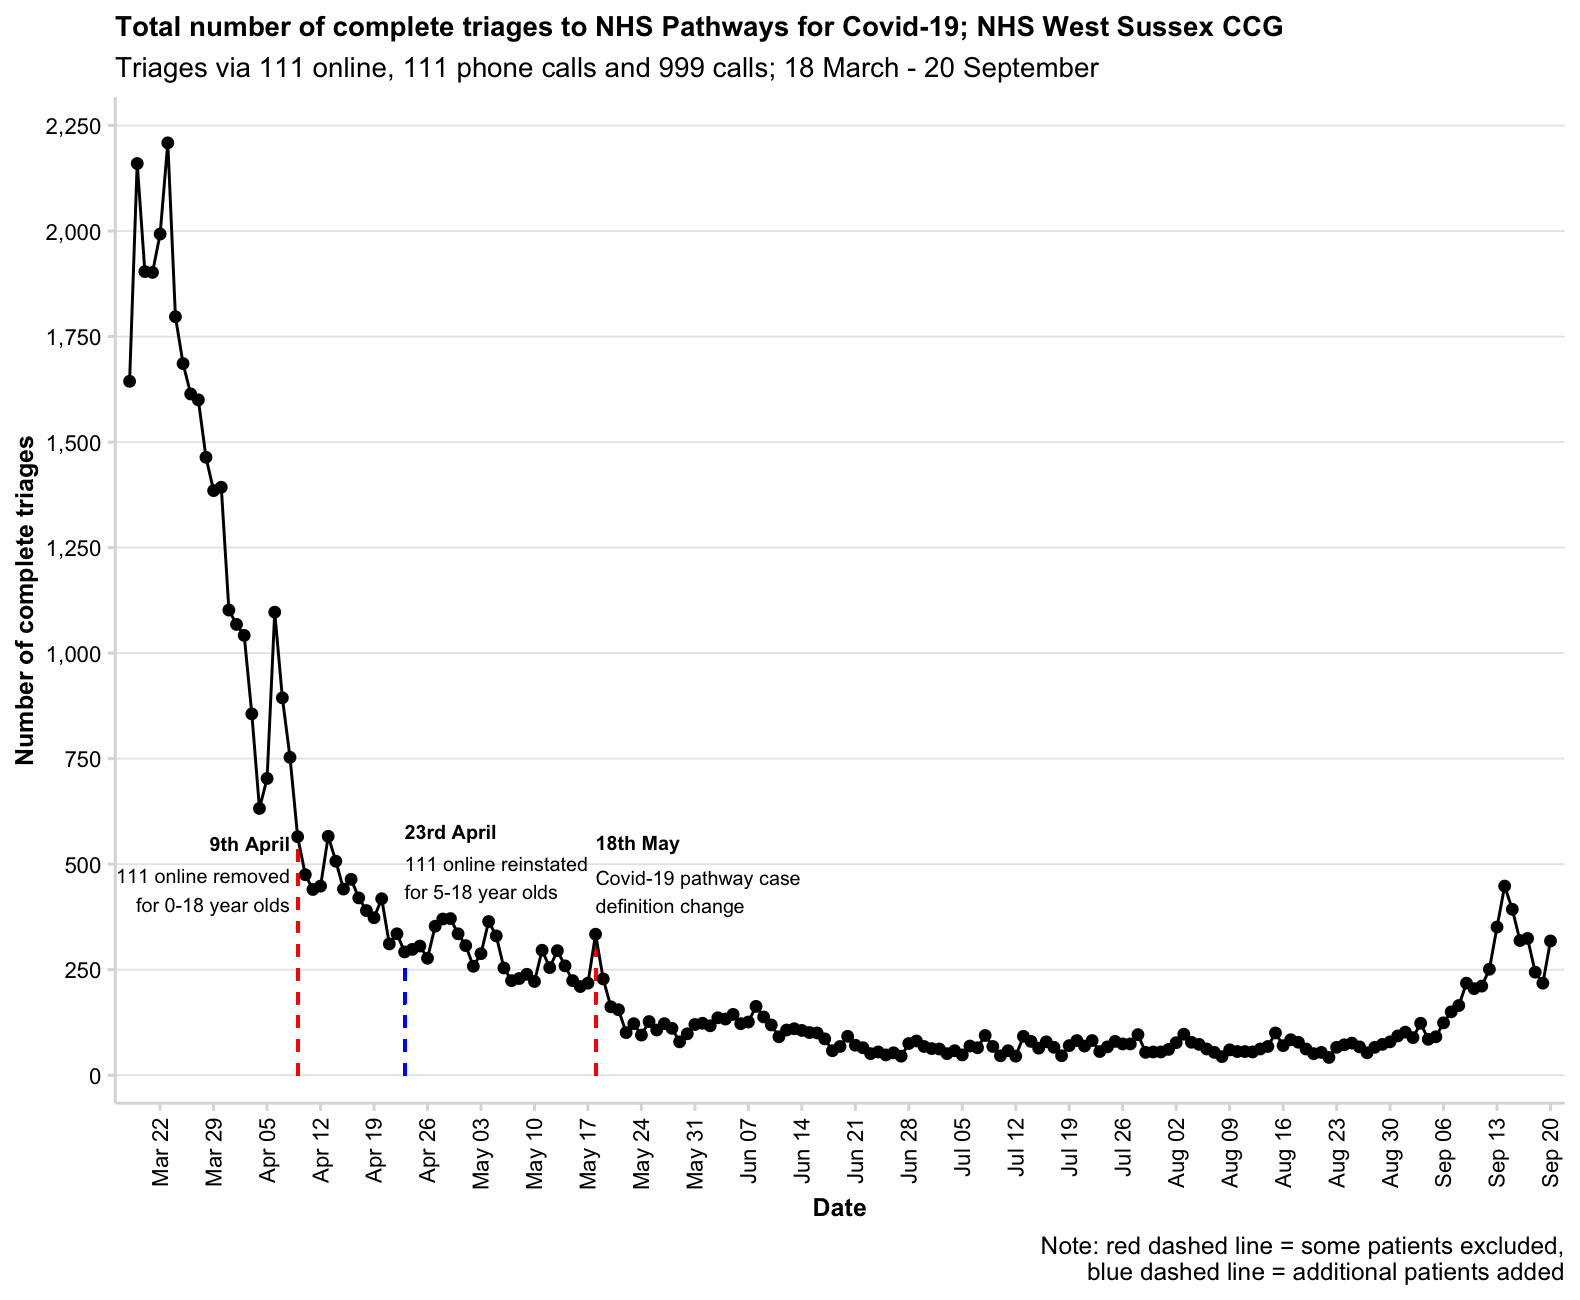 Total number of complete triages to NHS Pathways for Covid-19; NHS West Sussex CCG
Triages via 111 online, 111 phone calls and 999 calls; 18 March - 20 September
Number of complete triages
2,250
2,000
1,750
1,500
1,250
1,000
750
500
250
0
9th April
111 online removed
for 0-18 year olds
23rd April
111 online reinstated
for 5-18 year olds
18th May
Covid-19 pathway case
definition change
Mar 22
Mar 29
Apr 05
Apr 12
Apr 19
Apr 26
May 03
May 10
May 17
May 24
May 31
Jun 07
Jun 14
Jun 21
Jun 28
Jul 05
Jul 12
Jul 19
Jul 26
Aug 02
Aug 09
Aug 16
Aug 23
Aug 30
Sep 06
Sep 13
Sep 20
Date
Note: red dashed line = some patients excluded,
blue dashed line = additional patients added